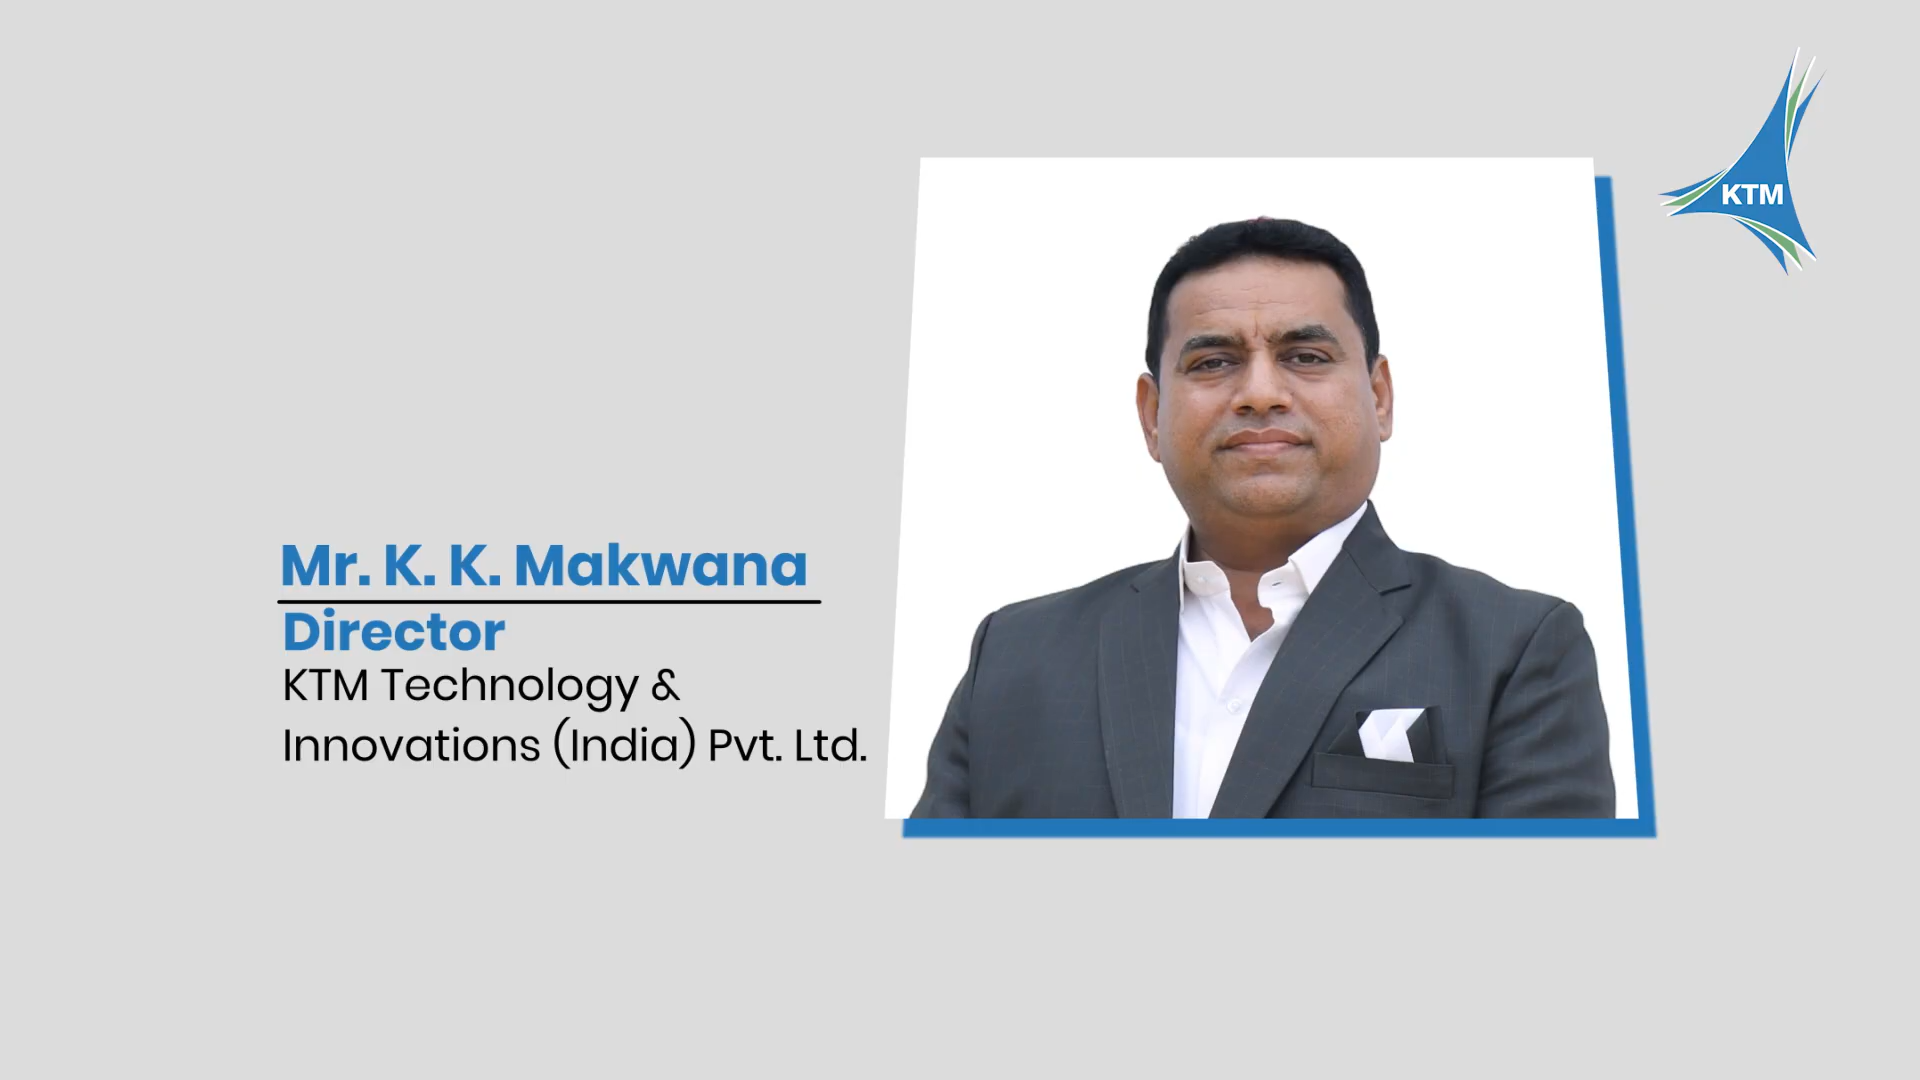 KTM
Mr. K. K. Makwana
Director
KTM Technology &
Innovations (India) Pvt. Ltd.